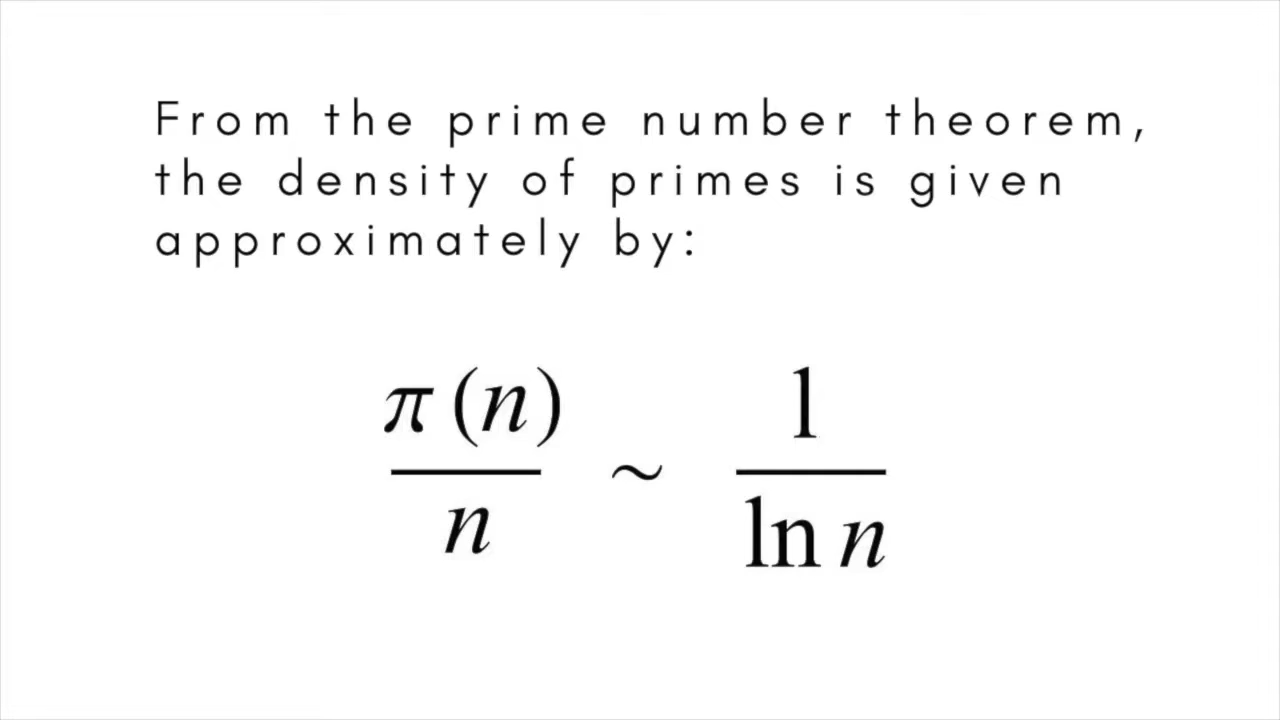 From the prime number theorem,
the density of primes is given
approximately by:
π(n)/n ~ 1/ln n